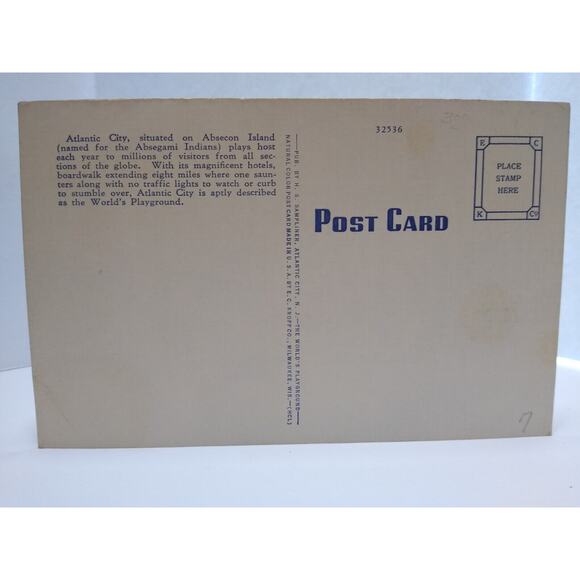 Atlantic City, situated on Absecon Island
(named for the Absegami Indians) plays host
each year to millions of visitors from all sec-
tions of the globe. With its magnificent hotels,
boardwalk extending eight miles where one saun-
ters along with no traffic lights to watch or curb
to stumble over, Atlantic City is aptly described
as the World's Playground.
PUB. BY H. S. SAMPLINER, ATLANTIC CITY, N. J.—THE WORLD'S PLAYGROUND
NATURAL COLOR POST CARD MADE IN U. S. A. BY E. C. KROPP CO., MILWAUKEE, WIS.—(HCL)
32536
POST CARD
E C
PLACE
STAMP
HERE
K Co
7